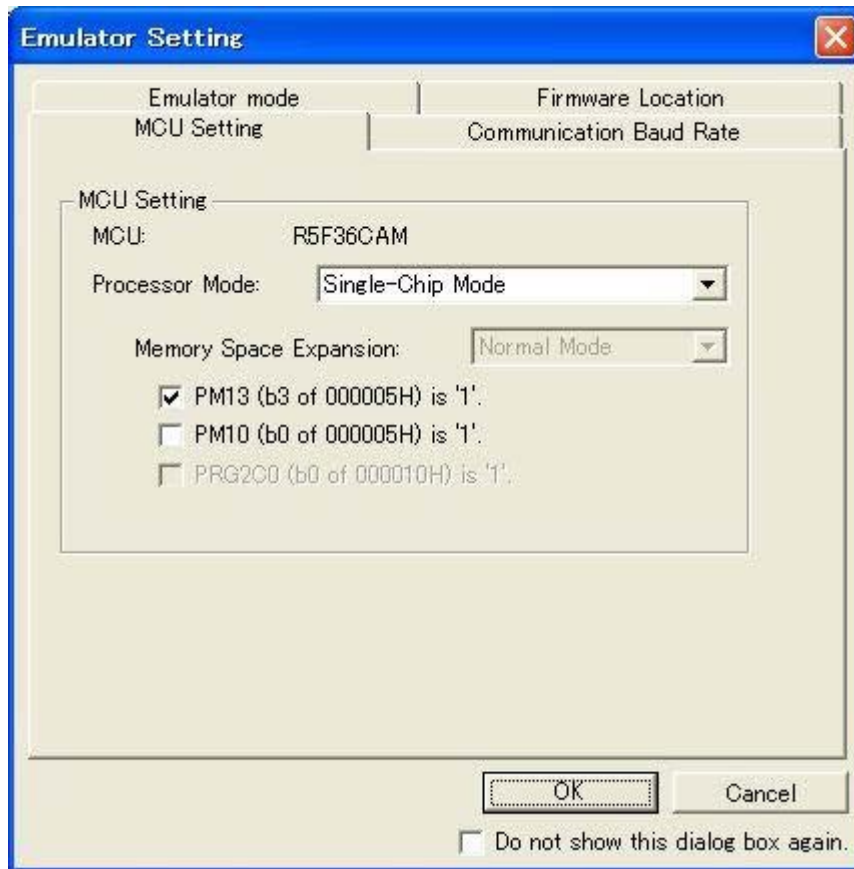 Emulator Setting
Emulator mode
Firmware Location
MCU Setting
Communication Baud Rate
MCU Setting
MCU: R5F36CAM
Processor Mode: Single-Chip Mode
Memory Space Expansion: Normal Mode
PM13 (b3 of 000005H) is '1'.
PM10 (b0 of 000005H) is '1'.
PRG2C0 (b0 of 000010H) is '1'.
OK
Cancel
Do not show this dialog box again.